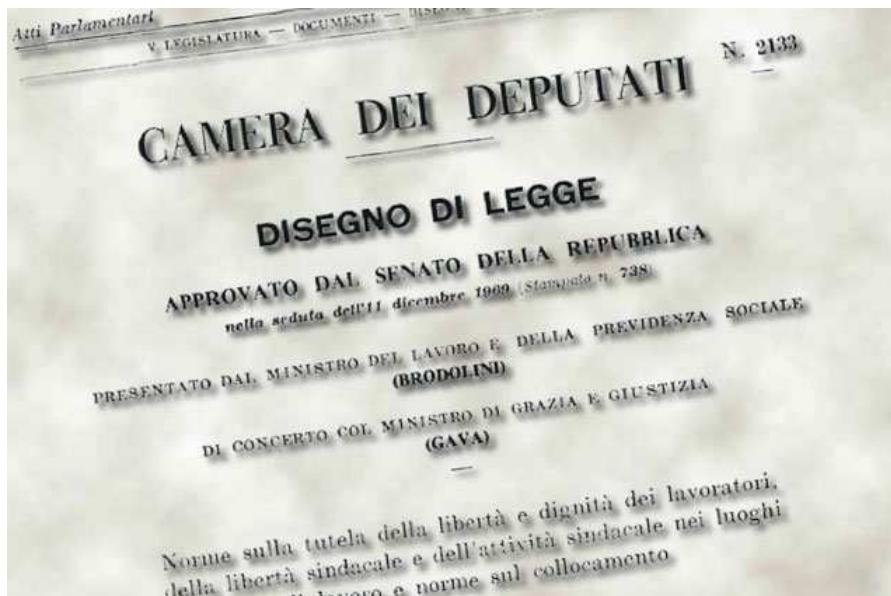 Atti Parlamentari
V LEGISLATURA — DOCUMENTI —
N. 2133
CAMERA DEI DEPUTATI
DISEGNO DI LEGGE
APPROVATO DAL SENATO DELLA REPUBBLICA
nella seduta dell'11 dicembre 1969 (Stampato n. 738)
PRESENTATO DAL MINISTRO DEL LAVORO E DELLA PREVIDENZA SOCIALE
(BRODOLINI)
DI CONCERTO COL MINISTRO DI GRAZIA E GIUSTIZIA
(GAVA)
Norme sulla tutela della libertà e dignità dei lavoratori,
della libertà sindacale e dell'attività sindacale nei luoghi
lavoro e norme sul collocamento